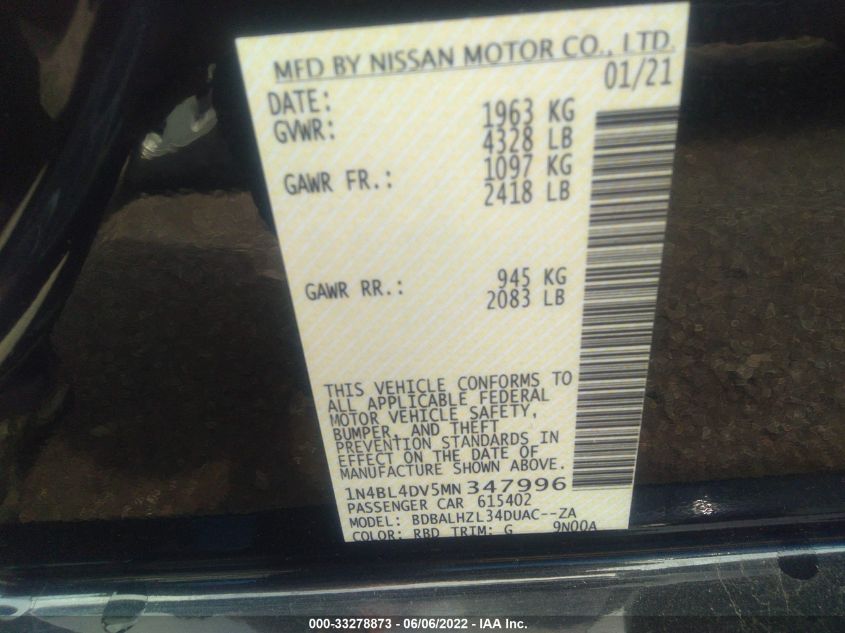 MFD BY NISSAN MOTOR CO., LTD.
DATE: 01/21
GVWR: 1963 KG
4328 LB
GAWR FR.: 1097 KG
2418 LB
GAWR RR.: 945 KG
2083 LB
THIS VEHICLE CONFORMS TO
ALL APPLICABLE FEDERAL
MOTOR VEHICLE SAFETY,
BUMPER, AND THEFT
PREVENTION STANDARDS IN
EFFECT ON THE DATE OF
MANUFACTURE SHOWN ABOVE.
1N4BL4DV5MN347996
PASSENGER CAR 615402
MODEL: BDBALHZL34DUAC--ZA
COLOR: RBD TRIM: G 9N00A
000-33278873 - 06/06/2022 - IAA Inc.